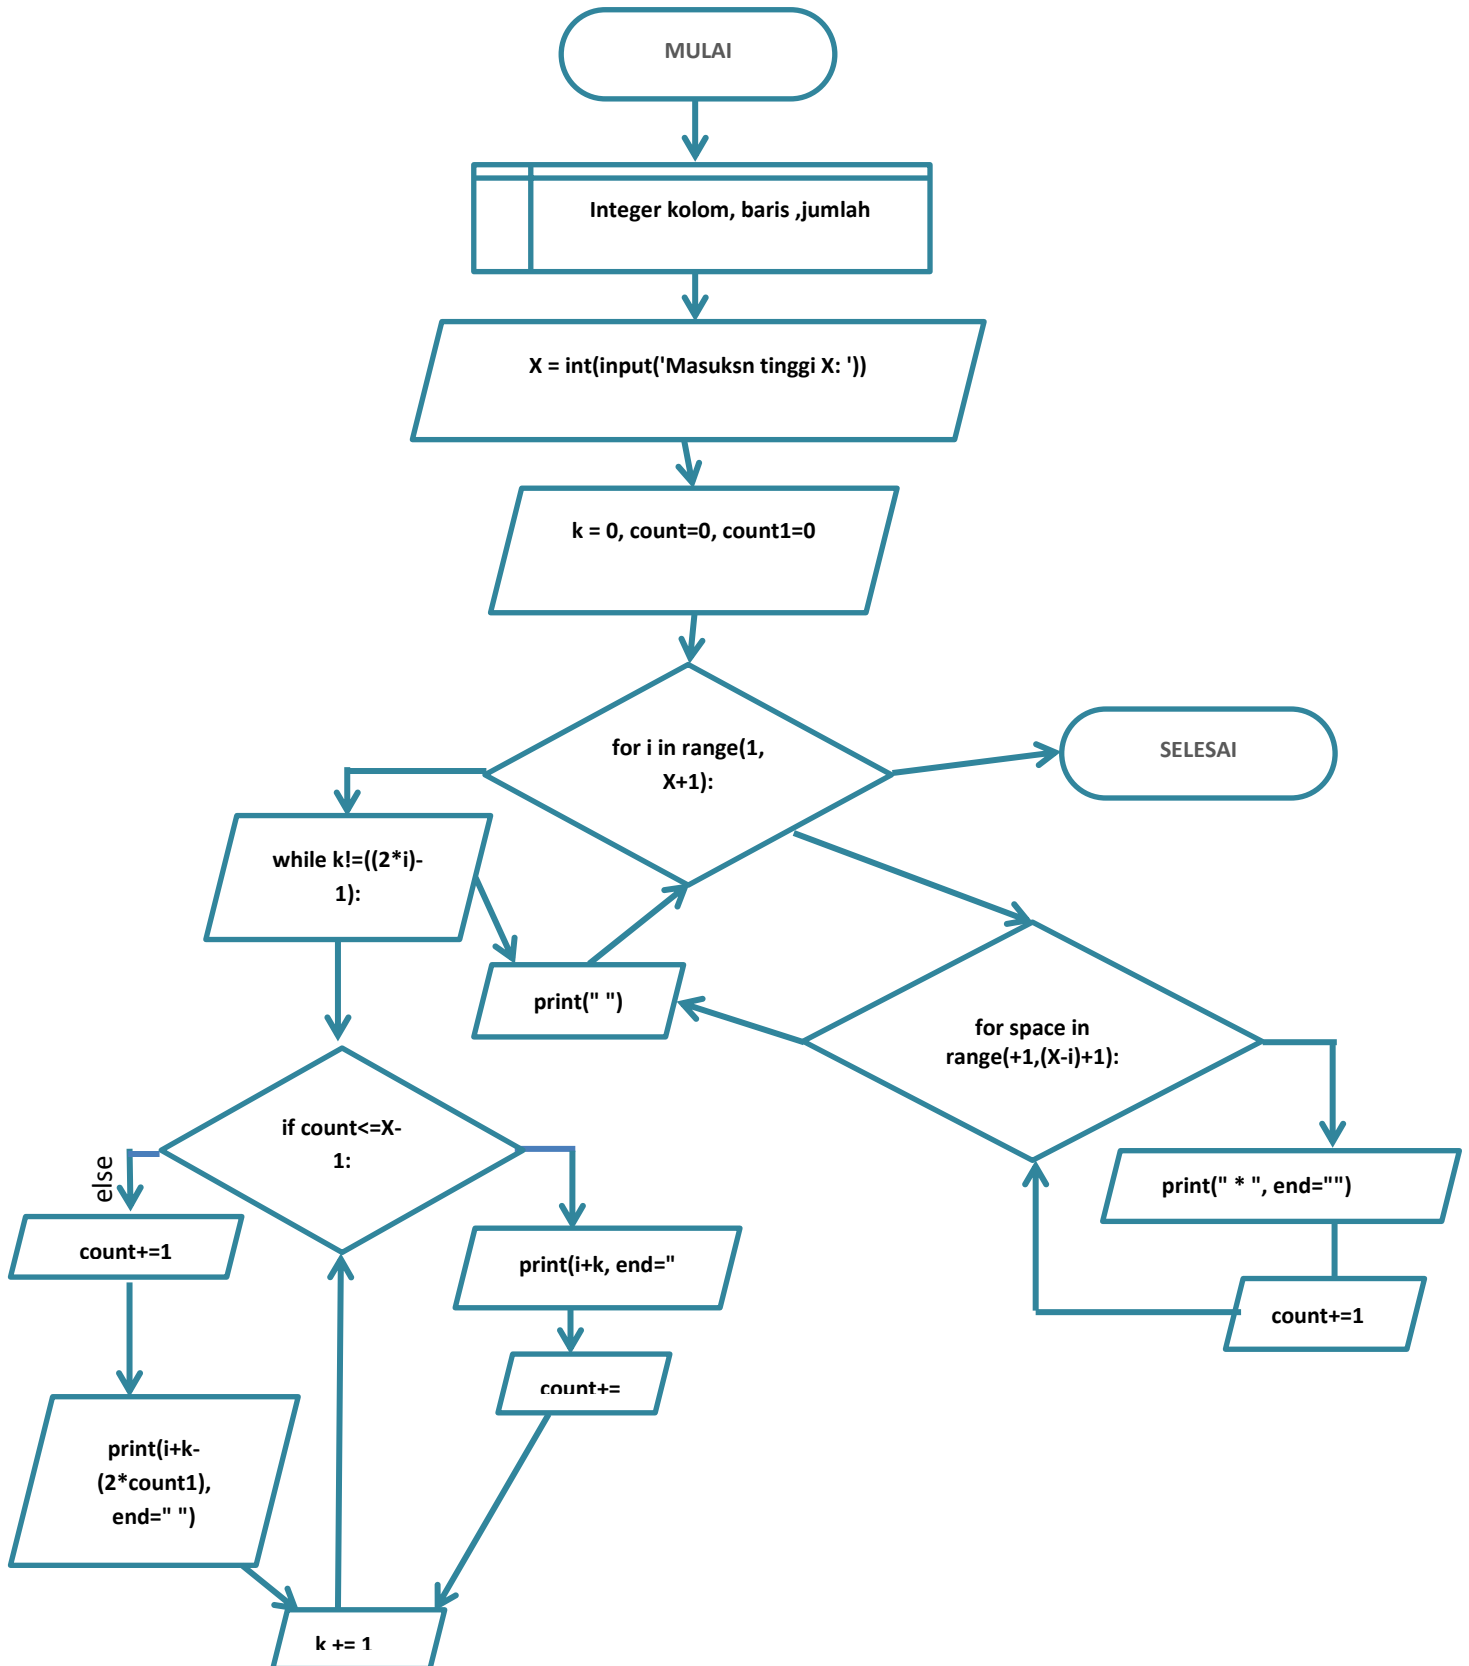 MULAI
Integer kolom, baris ,jumlah
X = int(input('Masuksn tinggi X: '))
k = 0, count=0, count1=0
for i in range(1,
X+1):
SELESAI
while k!=((2*i)-
1):
print(" ")
for space in
range(+1,(X-i)+1):
if count<=X-
1:
else
print(" * ", end="")
count+=1
print(i+k, end="
count+=1
count+=
print(i+k-
(2*count1),
end=" ")
k += 1